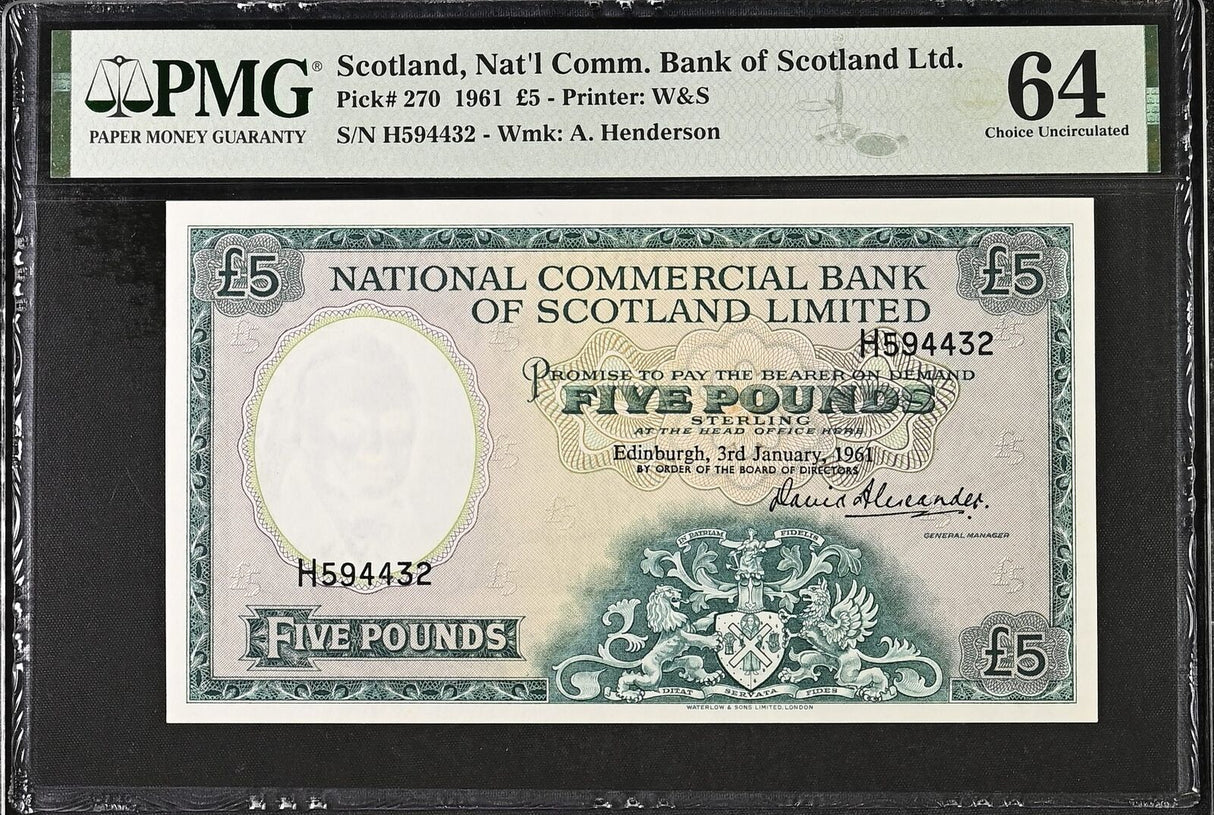 PMG®
PAPER MONEY GUARANTY
Scotland, Nat'l Comm. Bank of Scotland Ltd.
Pick# 270 1961 £5 - Printer: W&S
S/N H594432 - Wmk: A. Henderson
64
Choice Uncirculated
£5
£5
NATIONAL COMMERCIAL BANK
OF SCOTLAND LIMITED
H594432
PROMISE TO PAY THE BEARER ON DEMAND
FIVE POUNDS
STERLING
AT THE HEAD OFFICE HERE
Edinburgh, 3rd January, 1961
BY ORDER OF THE BOARD OF DIRECTORS
David Alexander.
GENERAL MANAGER
H594432
FIVE POUNDS
IN PATRIAM FIDELIS
DITAT SERVATA FIDES
£5
WATERLOW & SONS LIMITED, LONDON